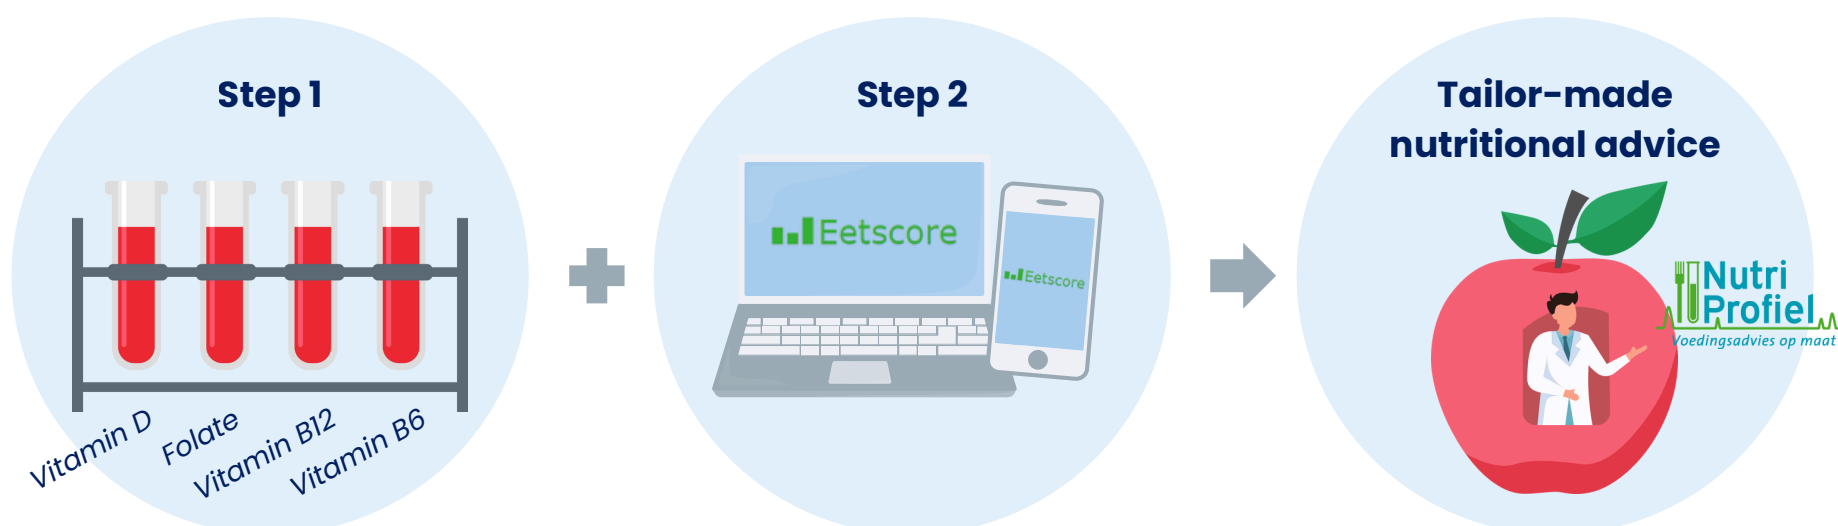 Step 1
Vitamin D
Folate
Vitamin B12
Vitamin B6
Step 2
Eetscore
Eetscore
Tailor-made
nutritional advice
Nutri
Profiel
Voedingsadvies op maat